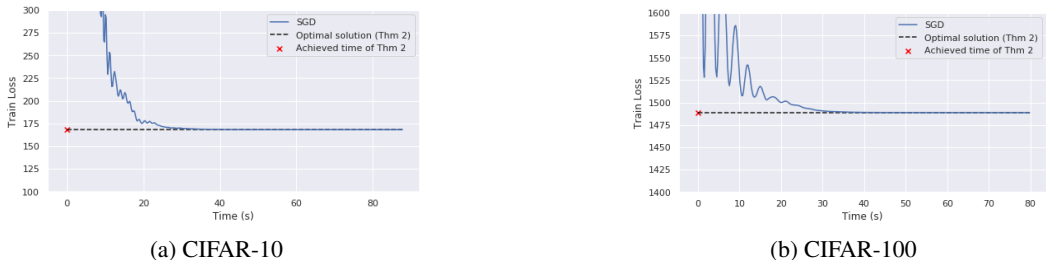 300
275
250
225
200
175
150
125
100
Train Loss
0 20 40 60 80
Time (s)
SGD
Optimal solution (Thm 2)
Achieved time of Thm 2
(a) CIFAR-10
1600
1575
1550
1525
1500
1475
1450
1425
1400
Train Loss
0 10 20 30 40 50 60 70 80
Time (s)
SGD
Optimal solution (Thm 2)
Achieved time of Thm 2
(b) CIFAR-100